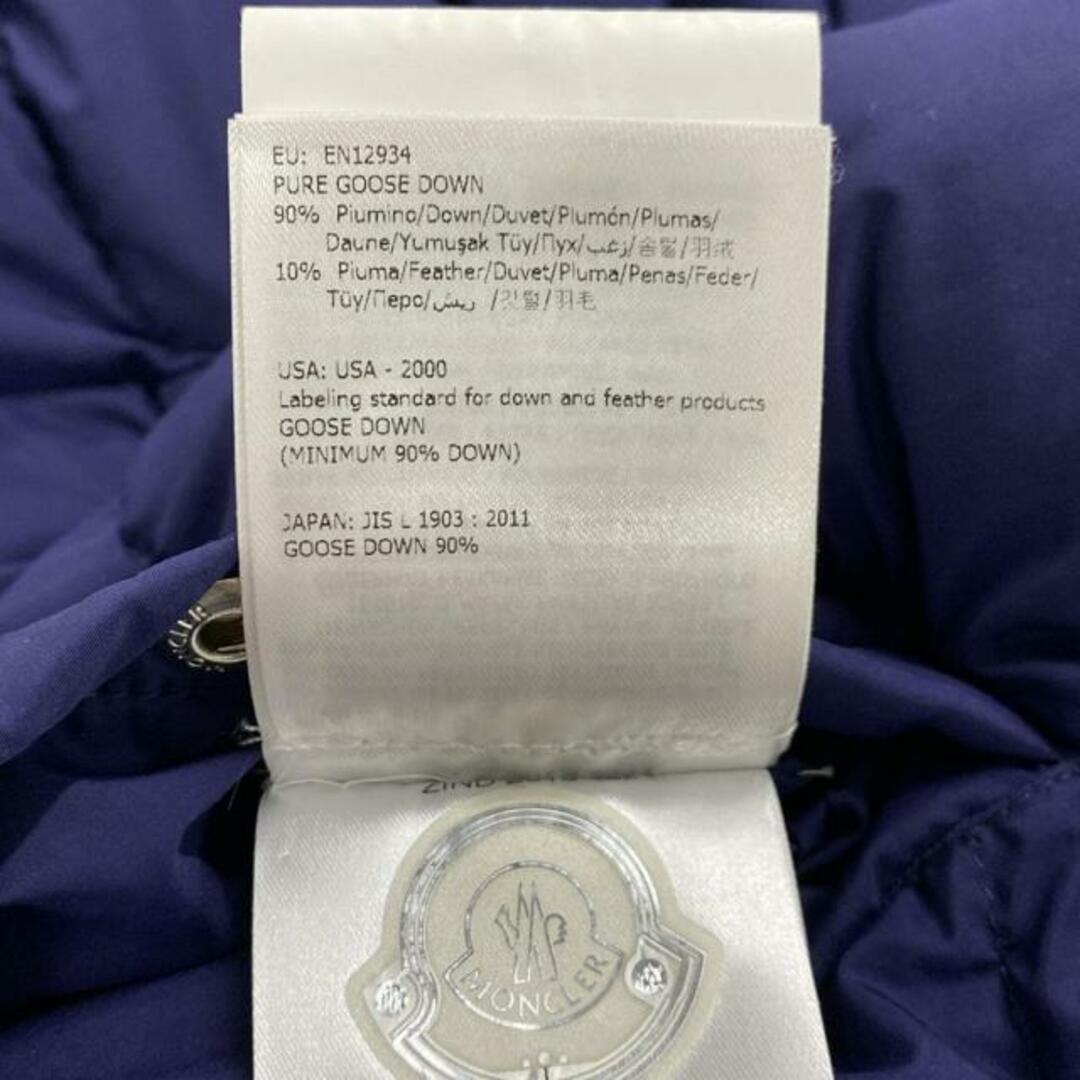 EU: EN12934
PURE GOOSE DOWN
90% Piumino/Down/Duvet/Plumón/Plumas/
Daune/Yumuşak Tüy/Пух/زغب/솜털/羽绒
10% Piuma/Feather/Duvet/Pluma/Penas/Feder/
Tüy/Перо/ريش /깃털/羽毛
USA: USA - 2000
Labeling standard for down and feather products
GOOSE DOWN
(MINIMUM 90% DOWN)
JAPAN: JIS L 1903 : 2011
GOOSE DOWN 90%
MONCLER